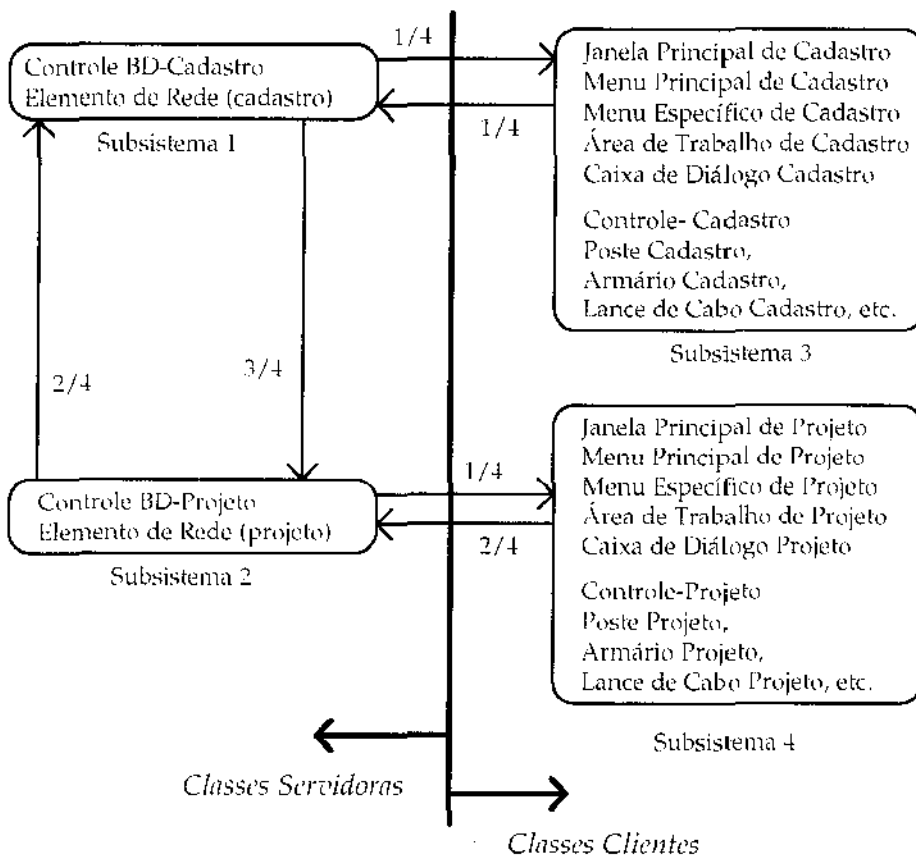 1/4
Controle BD-Cadastro
Elemento de Rede (cadastro)
Subsistema 1
1/4
Janela Principal de Cadastro
Menu Principal de Cadastro
Menu Específico de Cadastro
Área de Trabalho de Cadastro
Caixa de Diálogo Cadastro
Controle- Cadastro
Poste Cadastro,
Armário Cadastro,
Lance de Cabo Cadastro, etc.
Subsistema 3
2/4
3/4
Controle BD-Projeto
Elemento de Rede (projeto)
Subsistema 2
1/4
2/4
Janela Principal de Projeto
Menu Principal de Projeto
Menu Específico de Projeto
Área de Trabalho de Projeto
Caixa de Diálogo Projeto
Controle-Projeto
Poste Projeto,
Armário Projeto,
Lance de Cabo Projeto, etc.
Subsistema 4
Classes Servidoras
Classes Clientes